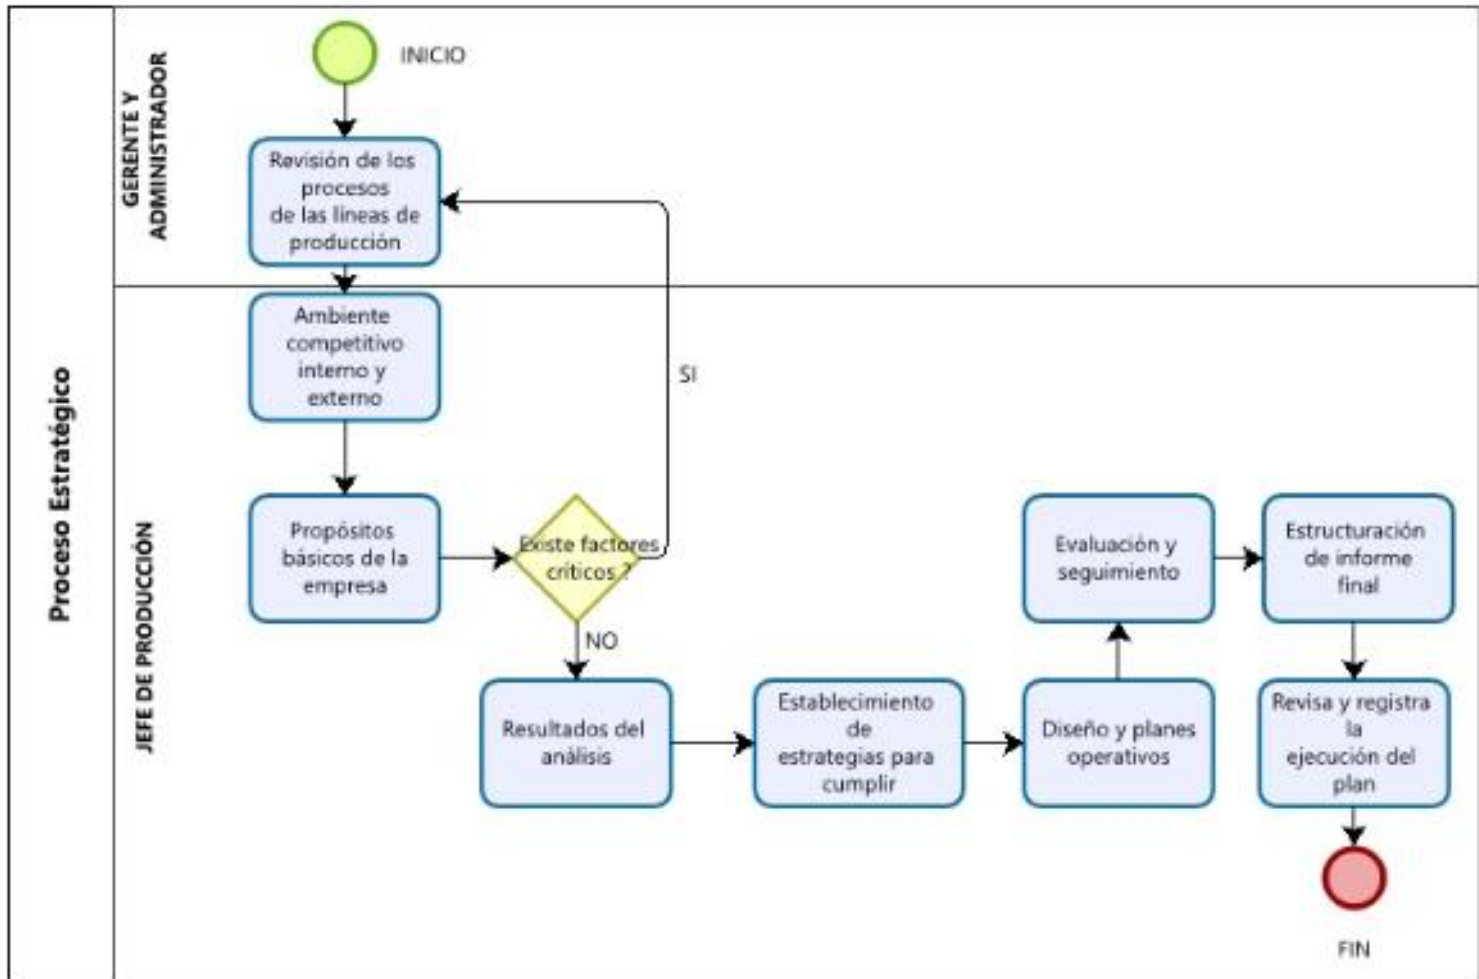 Proceso Estratégico
GERENTE Y
ADMINISTRADOR
INICIO
Revisión de los
procesos
de las líneas de
producción
JEFE DE PRODUCCIÓN
Ambiente
competitivo
interno y
externo
SI
Propósitos
básicos de la
empresa
Existe factores
críticos ?
NO
Resultados del
análisis
Establecimiento
de
estrategias para
cumplir
Diseño y planes
operativos
Evaluación y
seguimiento
Estructuración
de informe
final
Revisa y registra
la
ejecución del
plan
FIN